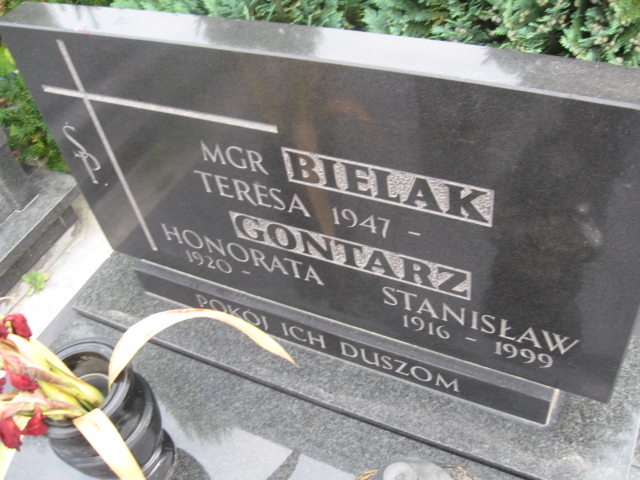 ŚP
MGR BIELAK
TERESA 1947 -
GONTARZ
HONORATA STANISŁAW
1920 - 1916 - 1999
POKÓJ ICH DUSZOM